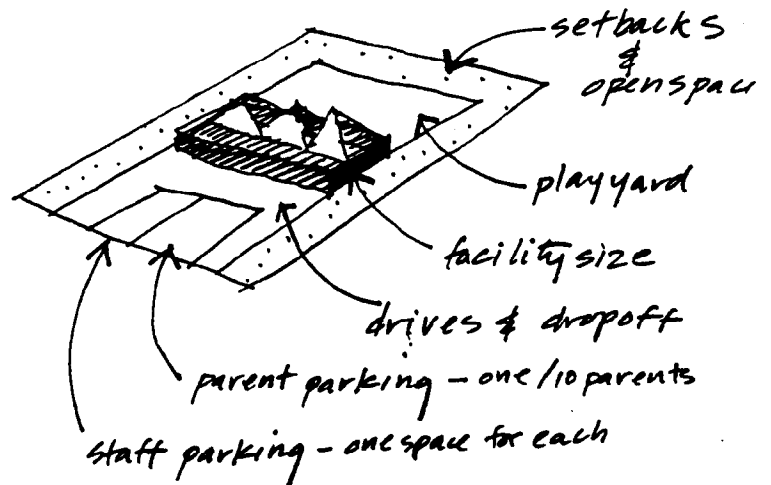 setbacks
&
openspace
playyard
facility size
drives & dropoff
parent parking – one/10 parents
staff parking – one space for each